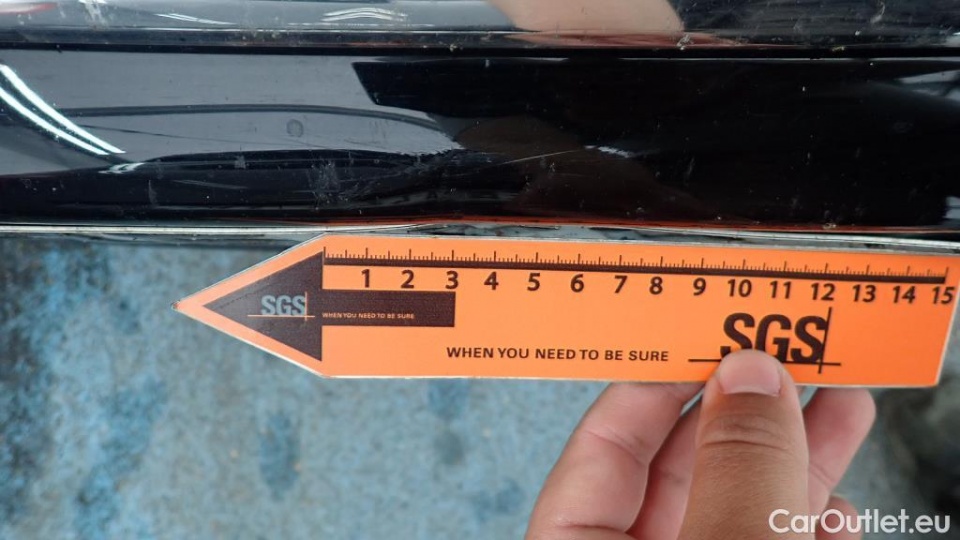 1 2 3 4 5 6 7 8 9 10 11 12 13 14 15
SGS WHEN YOU NEED TO BE SURE
SGS
WHEN YOU NEED TO BE SURE
CarOutlet.eu